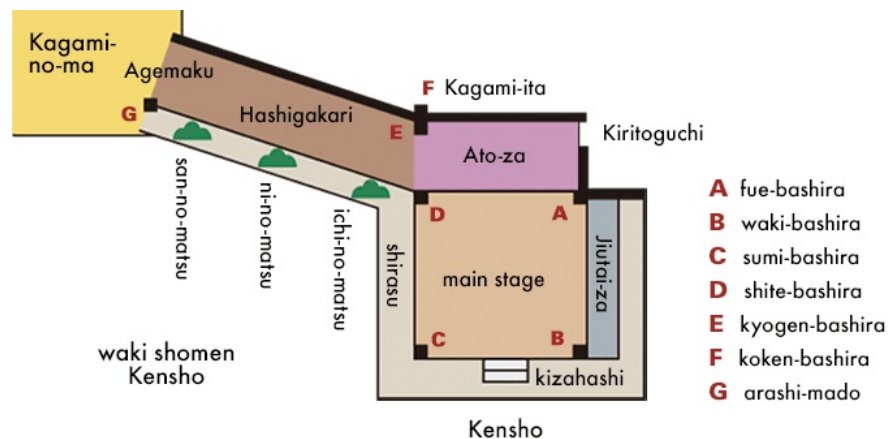 Kagami-
no-ma
Agemaku
F Kagami-ita
G
Hashigakari
E
Kiritoguchi
Ato-za
san-no-matsu
ni-no-matsu
ichi-no-matsu
shirasu
D
A
main stage
Jiutai-za
C
B
kizahashi
waki shomen
Kensho
Kensho
A fue-bashira
B waki-bashira
C sumi-bashira
D shite-bashira
E kyogen-bashira
F koken-bashira
G arashi-mado